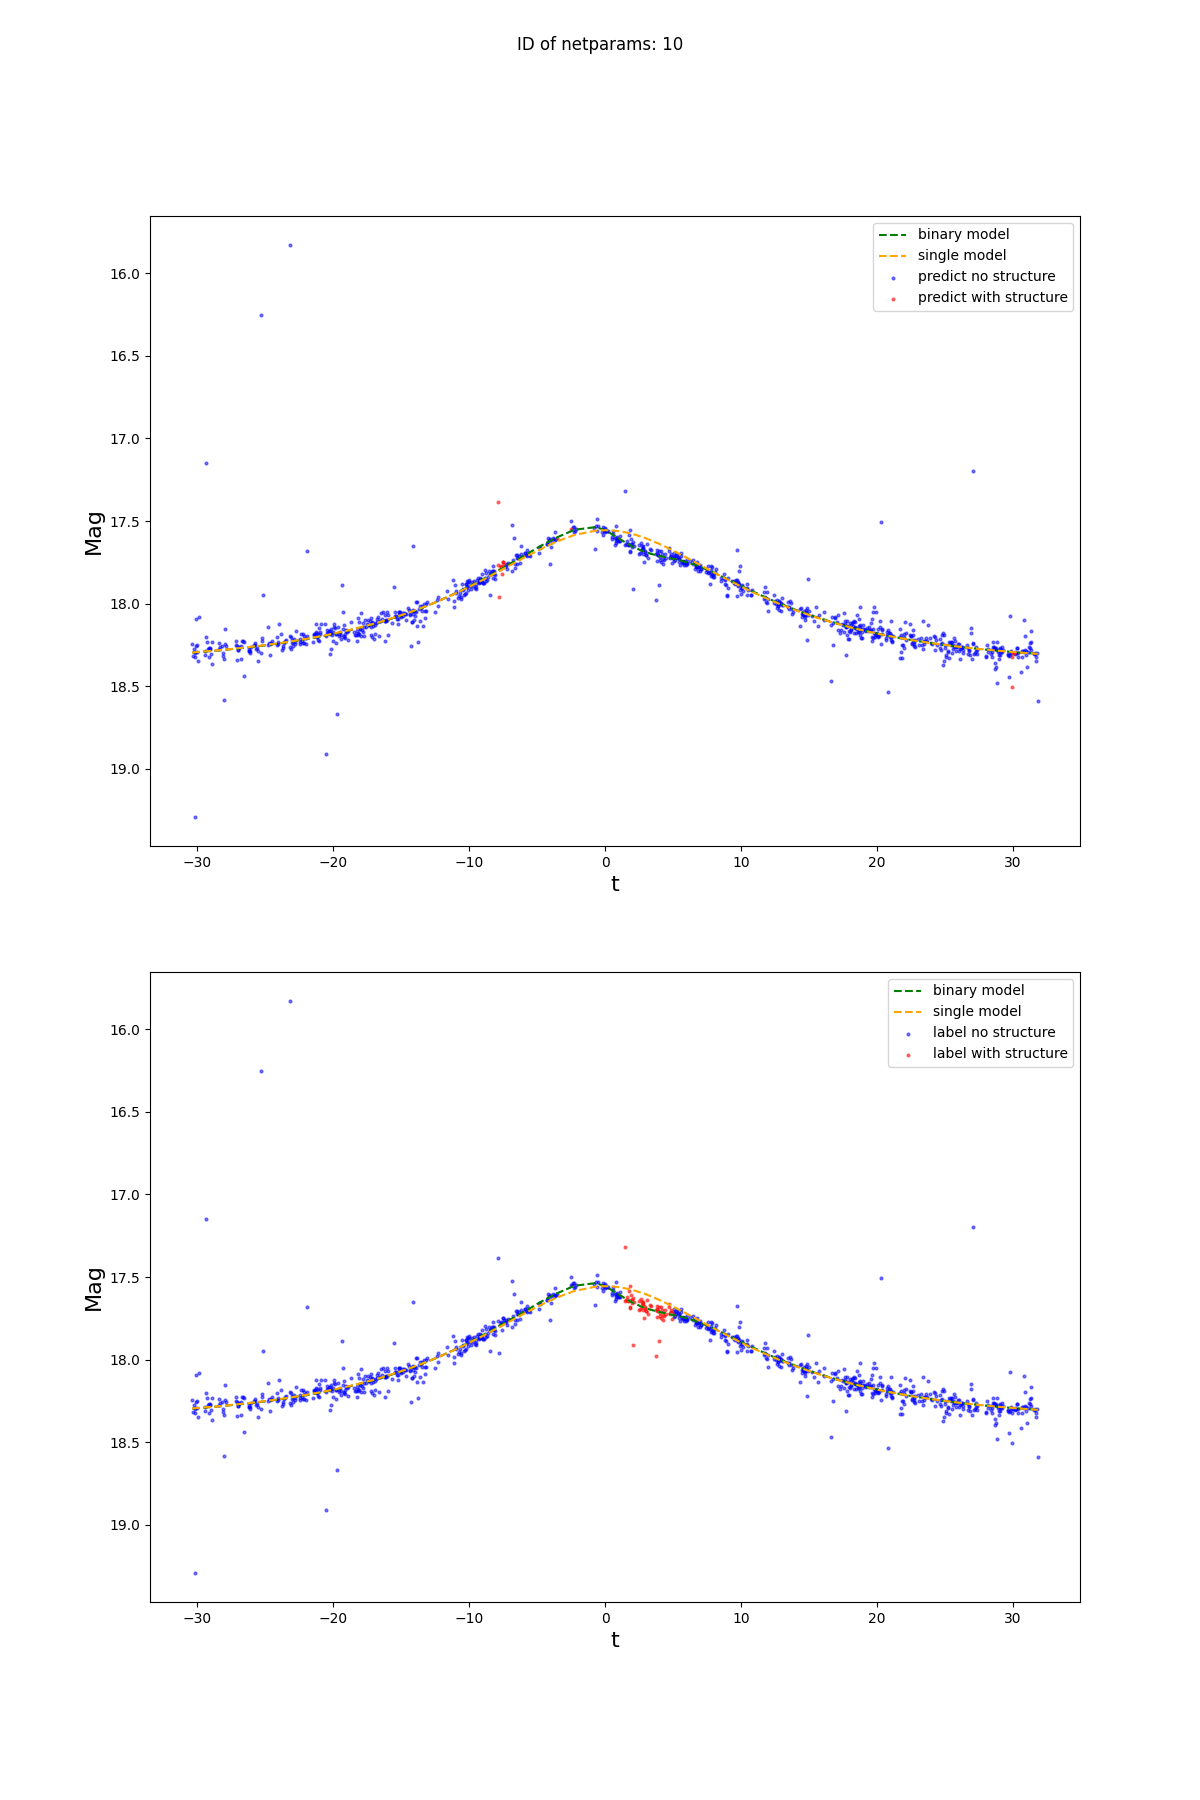 ID of netparams: 10
binary model
single model
predict no structure
predict with structure
16.0
16.5
17.0
17.5
18.0
18.5
19.0
Mag
−30
−20
−10
0
10
20
30
t
binary model
single model
label no structure
label with structure
16.0
16.5
17.0
17.5
18.0
18.5
19.0
Mag
−30
−20
−10
0
10
20
30
t